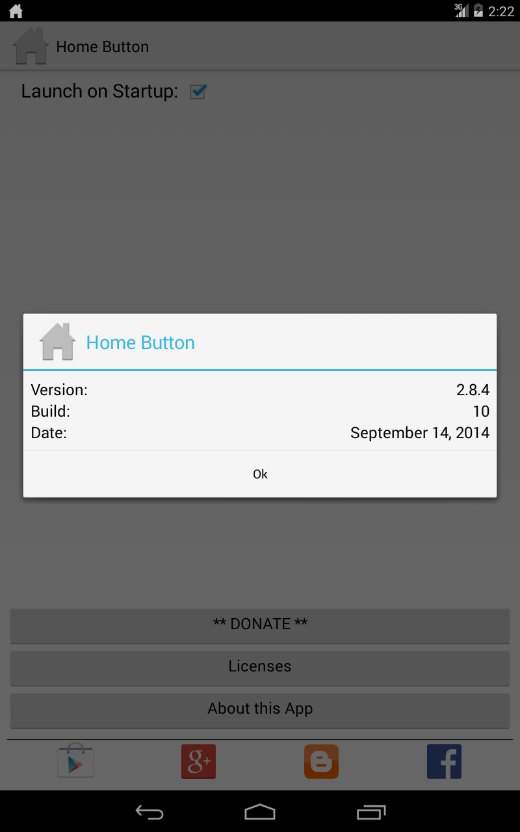 3G 2:22
Home Button
Launch on Startup:
Home Button
Version: 2.8.4
Build: 10
Date: September 14, 2014
Ok
** DONATE **
Licenses
About this App
g+